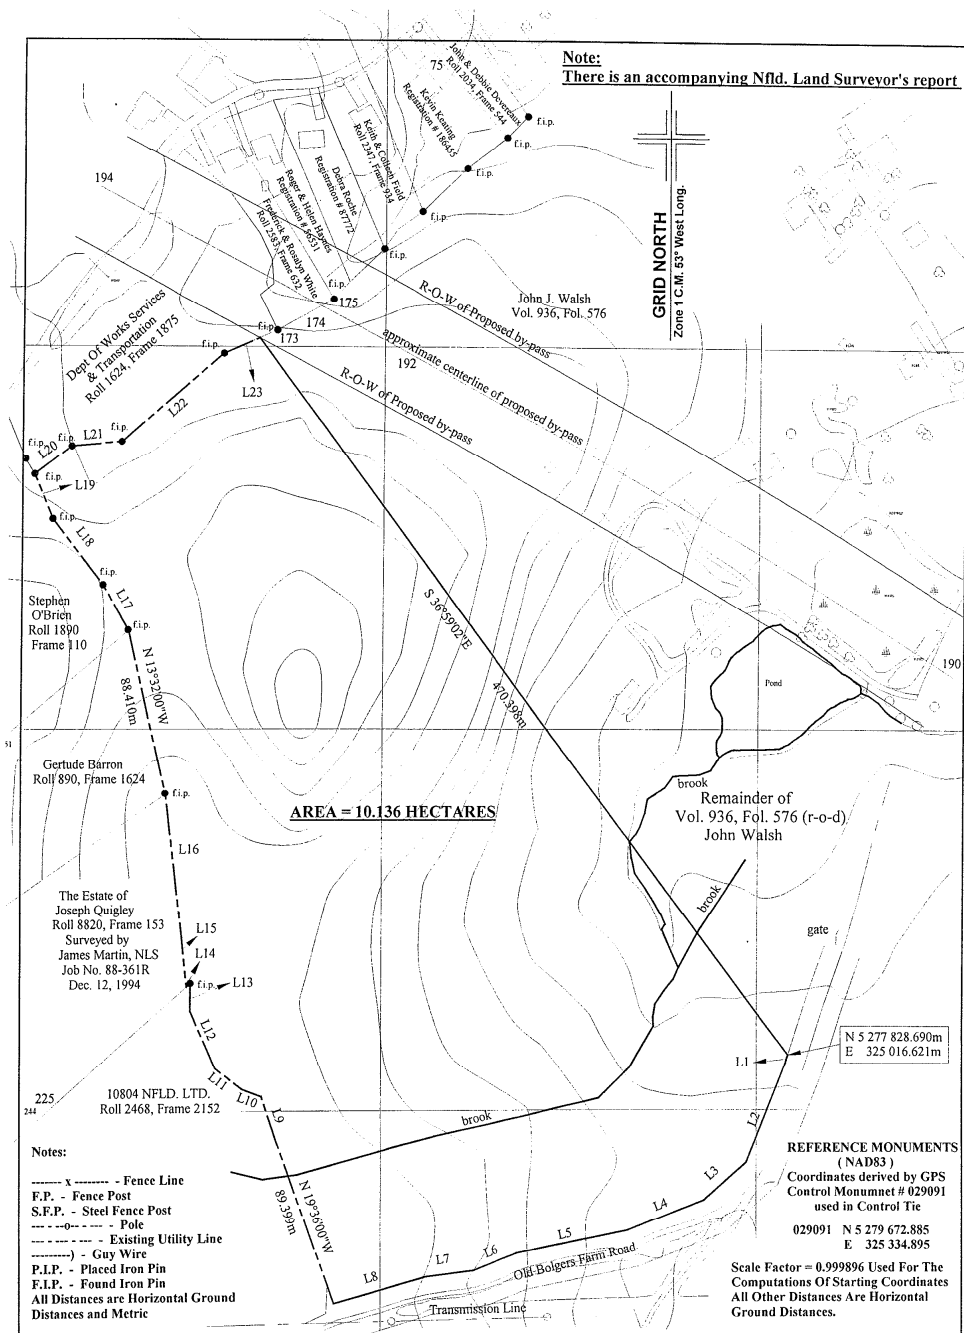 Note:
There is an accompanying Nfld. Land Surveyor's report
75
John & Debbie Devereaux
Roll 2034, Frame 544
Kevin Keating
Registration # 186455
Keith & Colleen Field
Roll 2347, Frame 934
Debra Roche
Registration # 87772
Roger & Helen Haynes
Registration # 56531
Frederick & Rosalyn White
Roll 2583, Frame 632
f.i.p.
f.i.p.
f.i.p.
f.i.p.
f.i.p.
f.i.p.
175
194
GRID NORTH
Zone 1 C.M. 53° West Long.
R-O-W of Proposed by-pass
John J. Walsh
Vol. 936, Fol. 576
Dept Of Works Services
& Transportation
Roll 1624, Frame 1875
f.i.p.
174
173
f.i.p.
approximate centerline of proposed by-pass
192
R-O-W of Proposed by-pass
L23
L22
f.i.p.
L21
f.i.p.
f.i.p.
L20
f.i.p.
L19
f.i.p.
L18
f.i.p.
L17
Stephen
O'Brien
Roll 1890
Frame 110
f.i.p.
S 36°59'02"E
470.398m
N 13°32'00"W
88.410m
190
Pond
51
Gertude Barron
Roll 890, Frame 1624
f.i.p.
brook
Remainder of
Vol. 936, Fol. 576 (r-o-d)
John Walsh
AREA = 10.136 HECTARES
L16
The Estate of
Joseph Quigley
Roll 8820, Frame 153
Surveyed by
James Martin, NLS
Job No. 88-361R
Dec. 12, 1994
brook
L15
L14
f.i.p.
L13
gate
L12
N 5 277 828.690m
E 325 016.621m
L1
L11
L10
10804 NFLD. LTD.
Roll 2468, Frame 2152
225
244
L9
brook
L2
L3
L4
L5
L6
L7
L8
N 19°36'00"W
89.399m
Old Bolgers Farm Road
Transmission Line
Notes:
------- x -------- - Fence Line
F.P. - Fence Post
S.F.P. - Steel Fence Post
--- - --o-- - --- - Pole
--- - --- -- --- - Existing Utility Line
---------) - Guy Wire
P.I.P. - Placed Iron Pin
F.I.P. - Found Iron Pin
All Distances are Horizontal Ground
Distances and Metric
REFERENCE MONUMENTS
( NAD83 )
Coordinates derived by GPS
Control Monumnet # 029091
used in Control Tie
029091 N 5 279 672.885
E 325 334.895
Scale Factor = 0.999896 Used For The
Computations Of Starting Coordinates
All Other Distances Are Horizontal
Ground Distances.